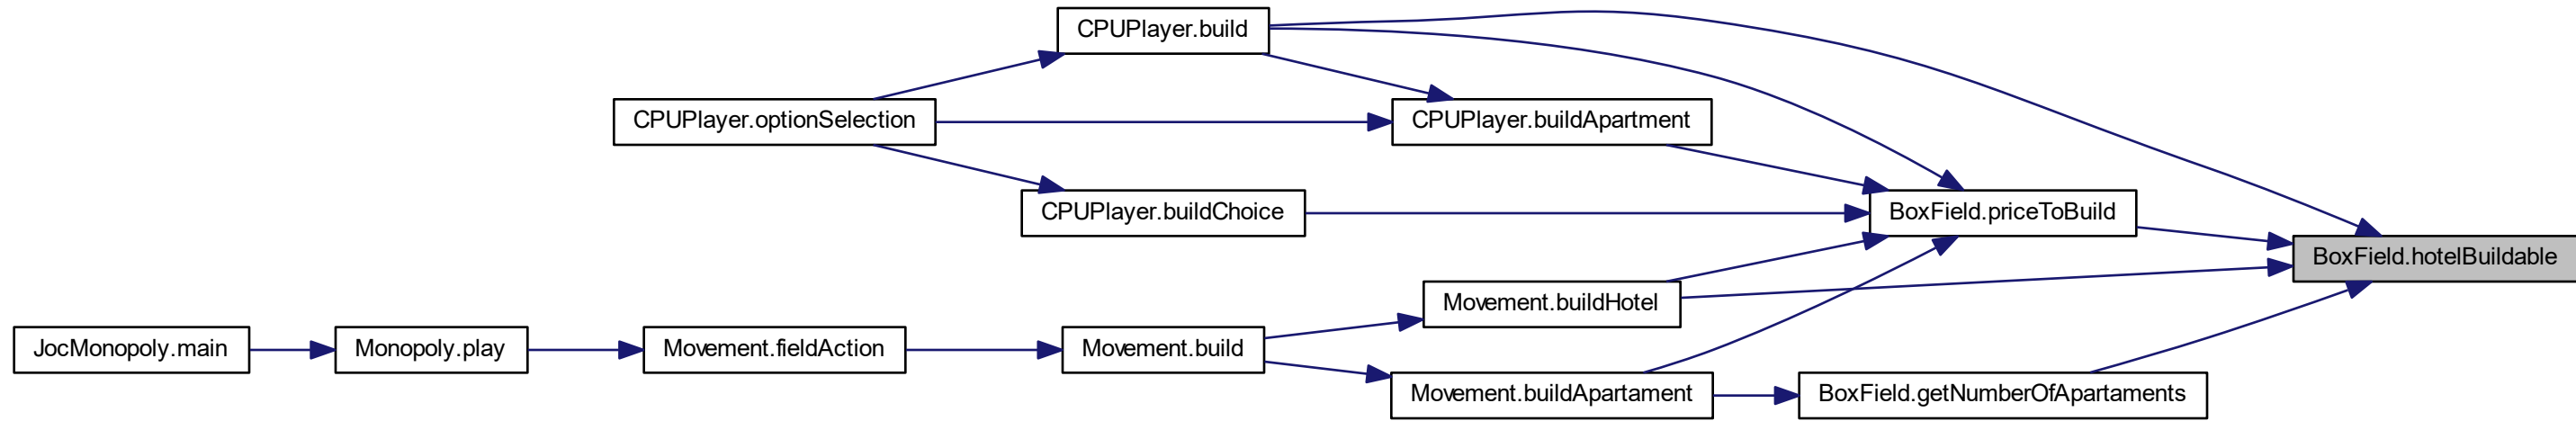 CPUPlayer.build
CPUPlayer.optionSelection
CPUPlayer.buildApartment
CPUPlayer.buildChoice
BoxField.priceToBuild
BoxField.hotelBuildable
Movement.buildHotel
JocMonopoly.main
Monopoly.play
Movement.fieldAction
Movement.build
Movement.buildApartament
BoxField.getNumberOfApartaments